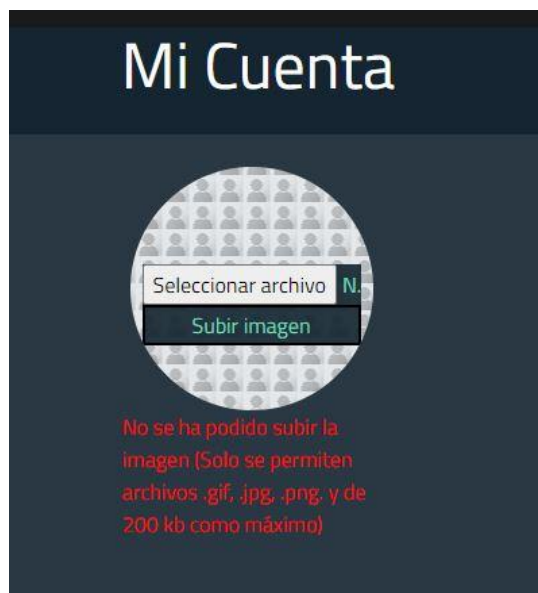 Mi Cuenta
Seleccionar archivo N.
Subir imagen
No se ha podido subir la
imagen (Solo se permiten
archivos .gif, .jpg, .png. y de
200 kb como máximo)